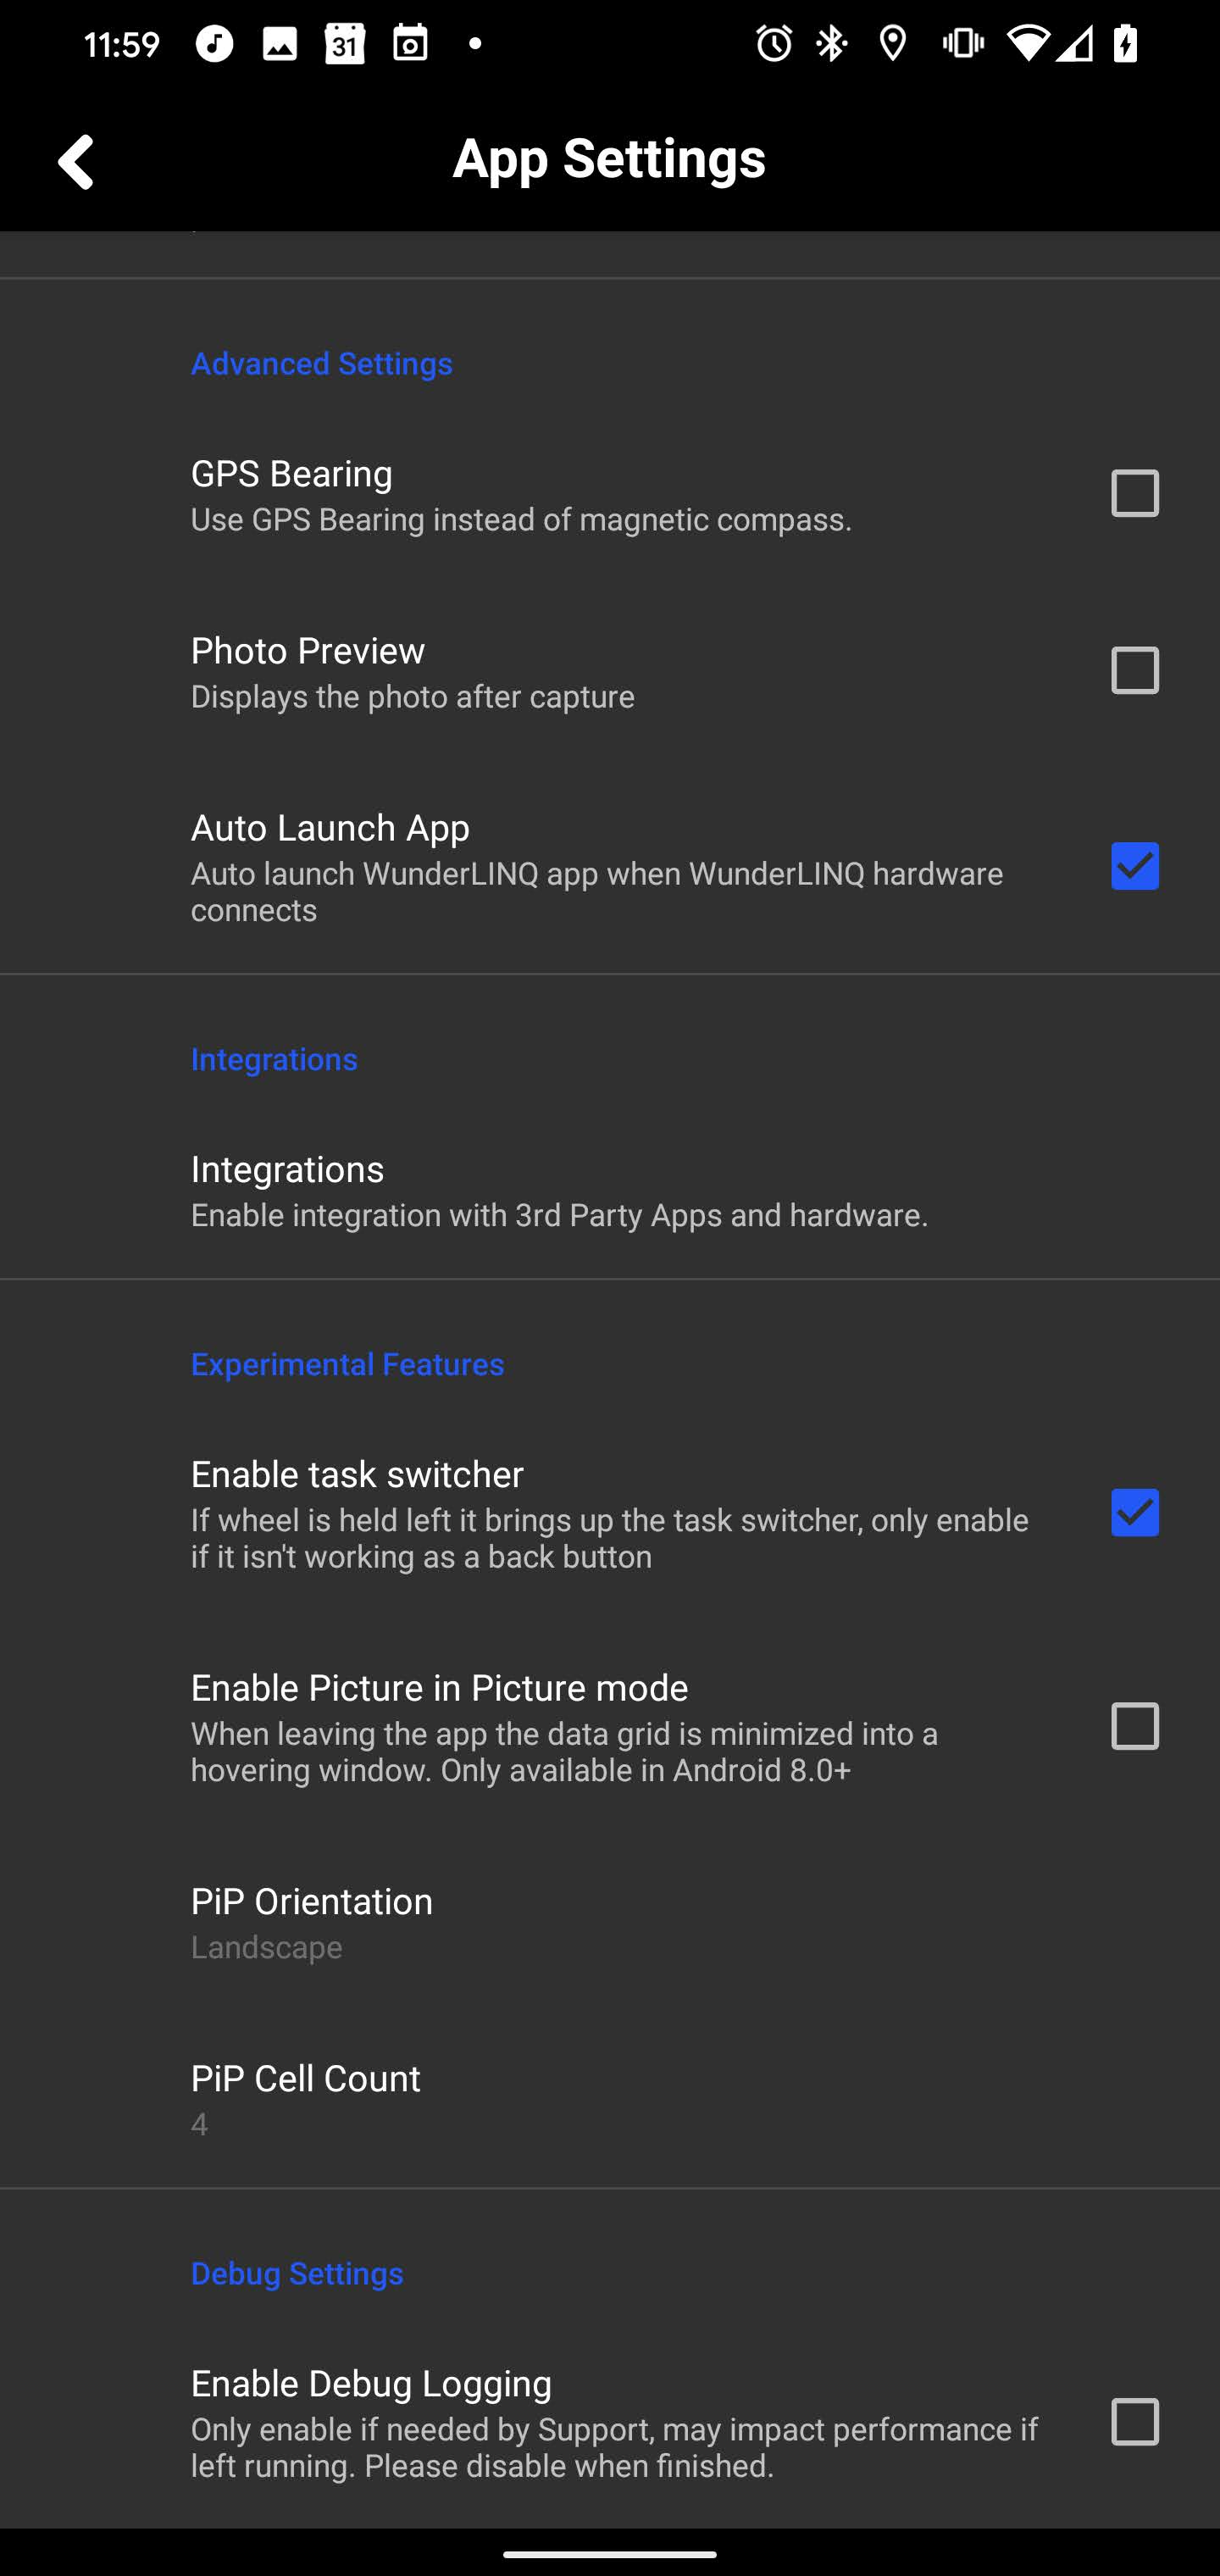 11:59
31
App Settings
Advanced Settings
GPS Bearing
Use GPS Bearing instead of magnetic compass.
Photo Preview
Displays the photo after capture
Auto Launch App
Auto launch WunderLINQ app when WunderLINQ hardware
connects
Integrations
Integrations
Enable integration with 3rd Party Apps and hardware.
Experimental Features
Enable task switcher
If wheel is held left it brings up the task switcher, only enable
if it isn't working as a back button
Enable Picture in Picture mode
When leaving the app the data grid is minimized into a
hovering window. Only available in Android 8.0+
PiP Orientation
Landscape
PiP Cell Count
4
Debug Settings
Enable Debug Logging
Only enable if needed by Support, may impact performance if
left running. Please disable when finished.